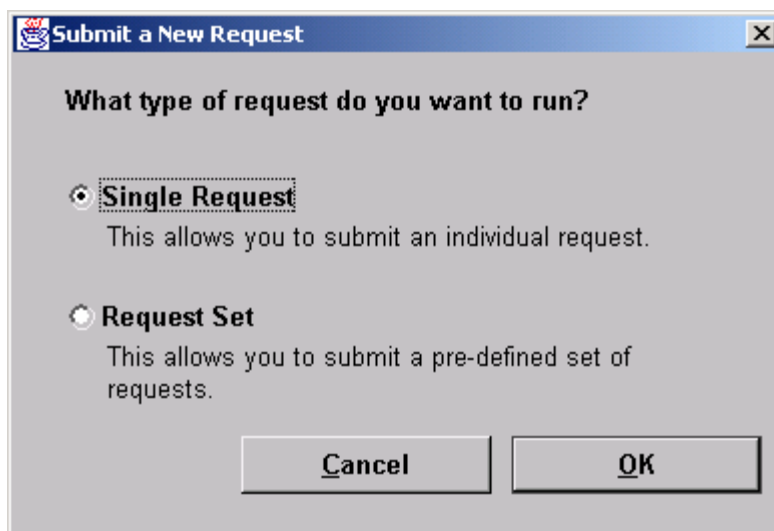 Submit a New Request
What type of request do you want to run?
Single Request
This allows you to submit an individual request.
Request Set
This allows you to submit a pre-defined set of
requests.
Cancel
OK